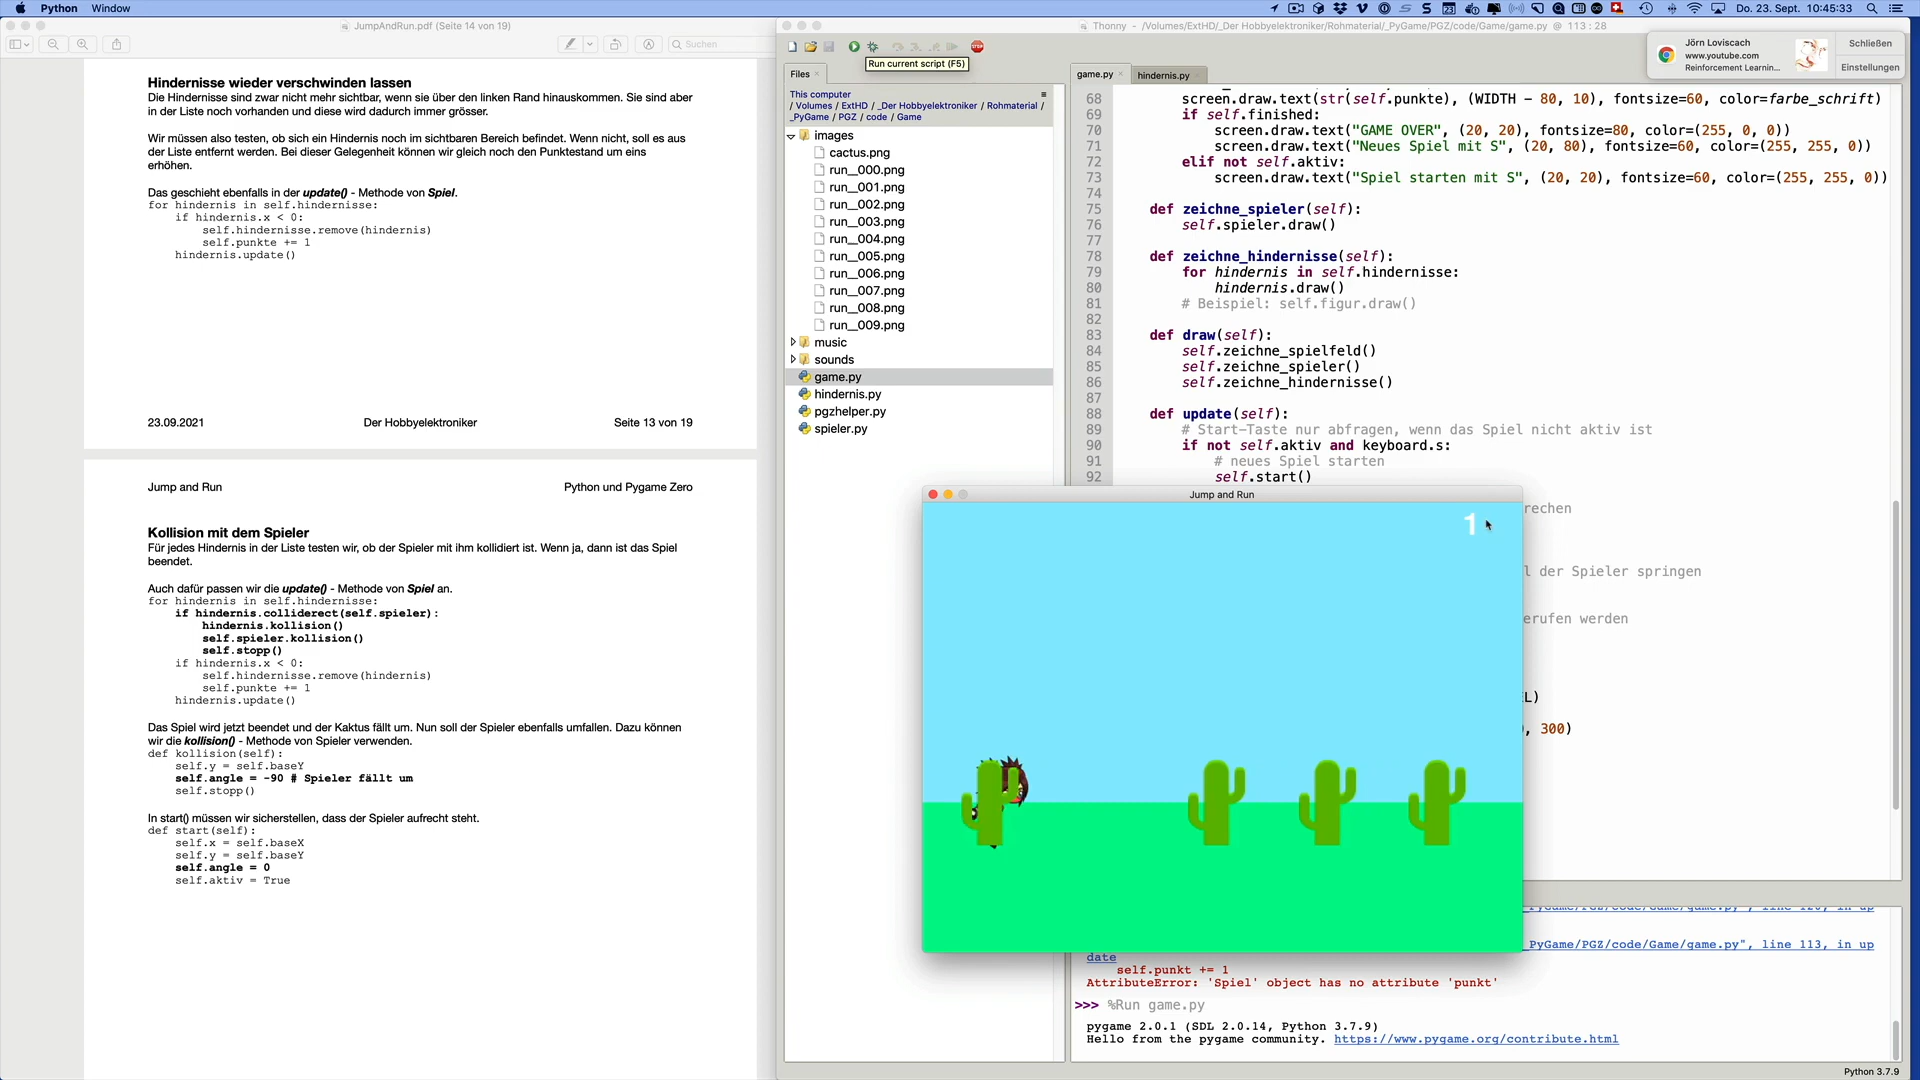 Python Window
Do. 23. Sept. 10:45:33
JumpAndRun.pdf (Seite 14 von 19)
Suchen
Hindernisse wieder verschwinden lassen
Die Hindernisse sind zwar nicht mehr sichtbar, wenn sie über den linken Rand hinauskommen. Sie sind aber
in der Liste noch vorhanden und diese wird dadurch immer grösser.
Wir müssen also testen, ob sich ein Hindernis noch im sichtbaren Bereich befindet. Wenn nicht, soll es aus
der Liste entfernt werden. Bei dieser Gelegenheit können wir gleich noch den Punktestand um eins
erhöhen.
Das geschieht ebenfalls in der update() - Methode von Spiel.
for hindernis in self.hindernisse:
if hindernis.x < 0:
self.hindernisse.remove(hindernis)
self.punkte += 1
hindernis.update()
23.09.2021 Der Hobbyelektroniker Seite 13 von 19
Jump and Run Python und Pygame Zero
Kollision mit dem Spieler
Für jedes Hindernis in der Liste testen wir, ob der Spieler mit ihm kollidiert ist. Wenn ja, dann ist das Spiel
beendet.
Auch dafür passen wir die update() - Methode von Spiel an.
for hindernis in self.hindernisse:
if hindernis.colliderect(self.spieler):
hindernis.kollision()
self.spieler.kollision()
self.stopp()
if hindernis.x < 0:
self.hindernisse.remove(hindernis)
self.punkte += 1
hindernis.update()
Das Spiel wird jetzt beendet und der Kaktus fällt um. Nun soll der Spieler ebenfalls umfallen. Dazu können
wir die kollision() - Methode von Spieler verwenden.
def kollision(self):
self.y = self.baseY
self.angle = -90 # Spieler fällt um
self.stopp()
In start() müssen wir sicherstellen, dass der Spieler aufrecht steht.
def start(self):
self.x = self.baseX
self.y = self.baseY
self.angle = 0
self.aktiv = True
Thonny - /Volumes/ExtHD/_Der Hobbyelektroniker/Rohmaterial/_PyGame/PGZ/code/Game/game.py @ 113 : 28
Run current script (F5)
Jörn Loviscach
www.youtube.com
Reinforcement Learnin...
Schließen
Einstellungen
Files
This computer
/ Volumes / ExtHD / _Der Hobbyelektroniker / Rohmaterial /
_PyGame / PGZ / code / Game
images
cactus.png
run__000.png
run__001.png
run__002.png
run__003.png
run__004.png
run__005.png
run__006.png
run__007.png
run__008.png
run__009.png
music
sounds
game.py
hindernis.py
pgzhelper.py
spieler.py
game.py hindernis.py
68 screen.draw.text(str(self.punkte), (WIDTH - 80, 10), fontsize=60, color=farbe_schrift)
69 if self.finished:
70 screen.draw.text("GAME OVER", (20, 20), fontsize=80, color=(255, 0, 0))
71 screen.draw.text("Neues Spiel mit S", (20, 80), fontsize=60, color=(255, 255, 0))
72 elif not self.aktiv:
73 screen.draw.text("Spiel starten mit S", (20, 20), fontsize=60, color=(255, 255, 0))
74
75 def zeichne_spieler(self):
76 self.spieler.draw()
77
78 def zeichne_hindernisse(self):
79 for hindernis in self.hindernisse:
80 hindernis.draw()
81 # Beispiel: self.figur.draw()
82
83 def draw(self):
84 self.zeichne_spielfeld()
85 self.zeichne_spieler()
86 self.zeichne_hindernisse()
87
88 def update(self):
89 # Start-Taste nur abfragen, wenn das Spiel nicht aktiv ist
90 if not self.aktiv and keyboard.s:
91 # neues Spiel starten
92 self.start()
Jump and Run
1
rechen
l der Spieler springen
erufen werden
L)
, 300)
_PyGame/PGZ/code/Game/game.py", line 113, in up
date
self.punkt += 1
AttributeError: 'Spiel' object has no attribute 'punkt'
>>> %Run game.py
pygame 2.0.1 (SDL 2.0.14, Python 3.7.9)
Hello from the pygame community. https://www.pygame.org/contribute.html
Python 3.7.9